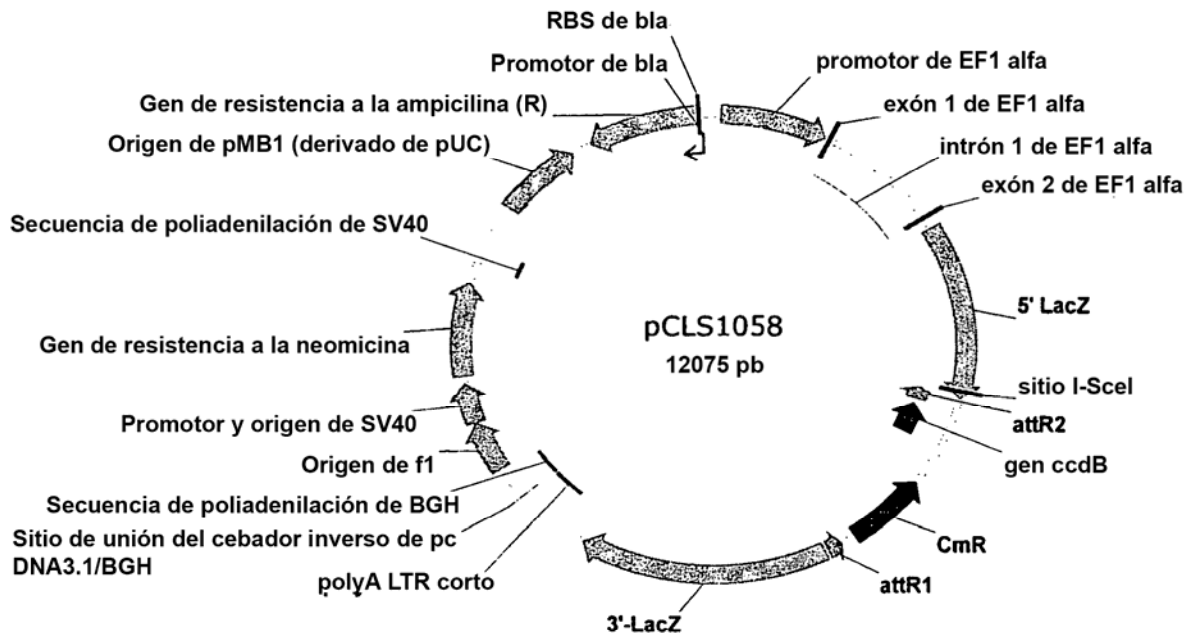 RBS de bla
Promotor de bla
promotor de EF1 alfa
Gen de resistencia a la ampicilina (R)
exón 1 de EF1 alfa
Origen de pMB1 (derivado de pUC)
intrón 1 de EF1 alfa
exón 2 de EF1 alfa
Secuencia de poliadenilación de SV40
5' LacZ
pCLS1058
12075 pb
Gen de resistencia a la neomicina
sitio I-SceI
attR2
Promotor y origen de SV40
gen ccdB
Origen de f1
Secuencia de poliadenilación de BGH
Sitio de unión del cebador inverso de pc
DNA3.1/BGH
CmR
polyA LTR corto
attR1
3'-LacZ